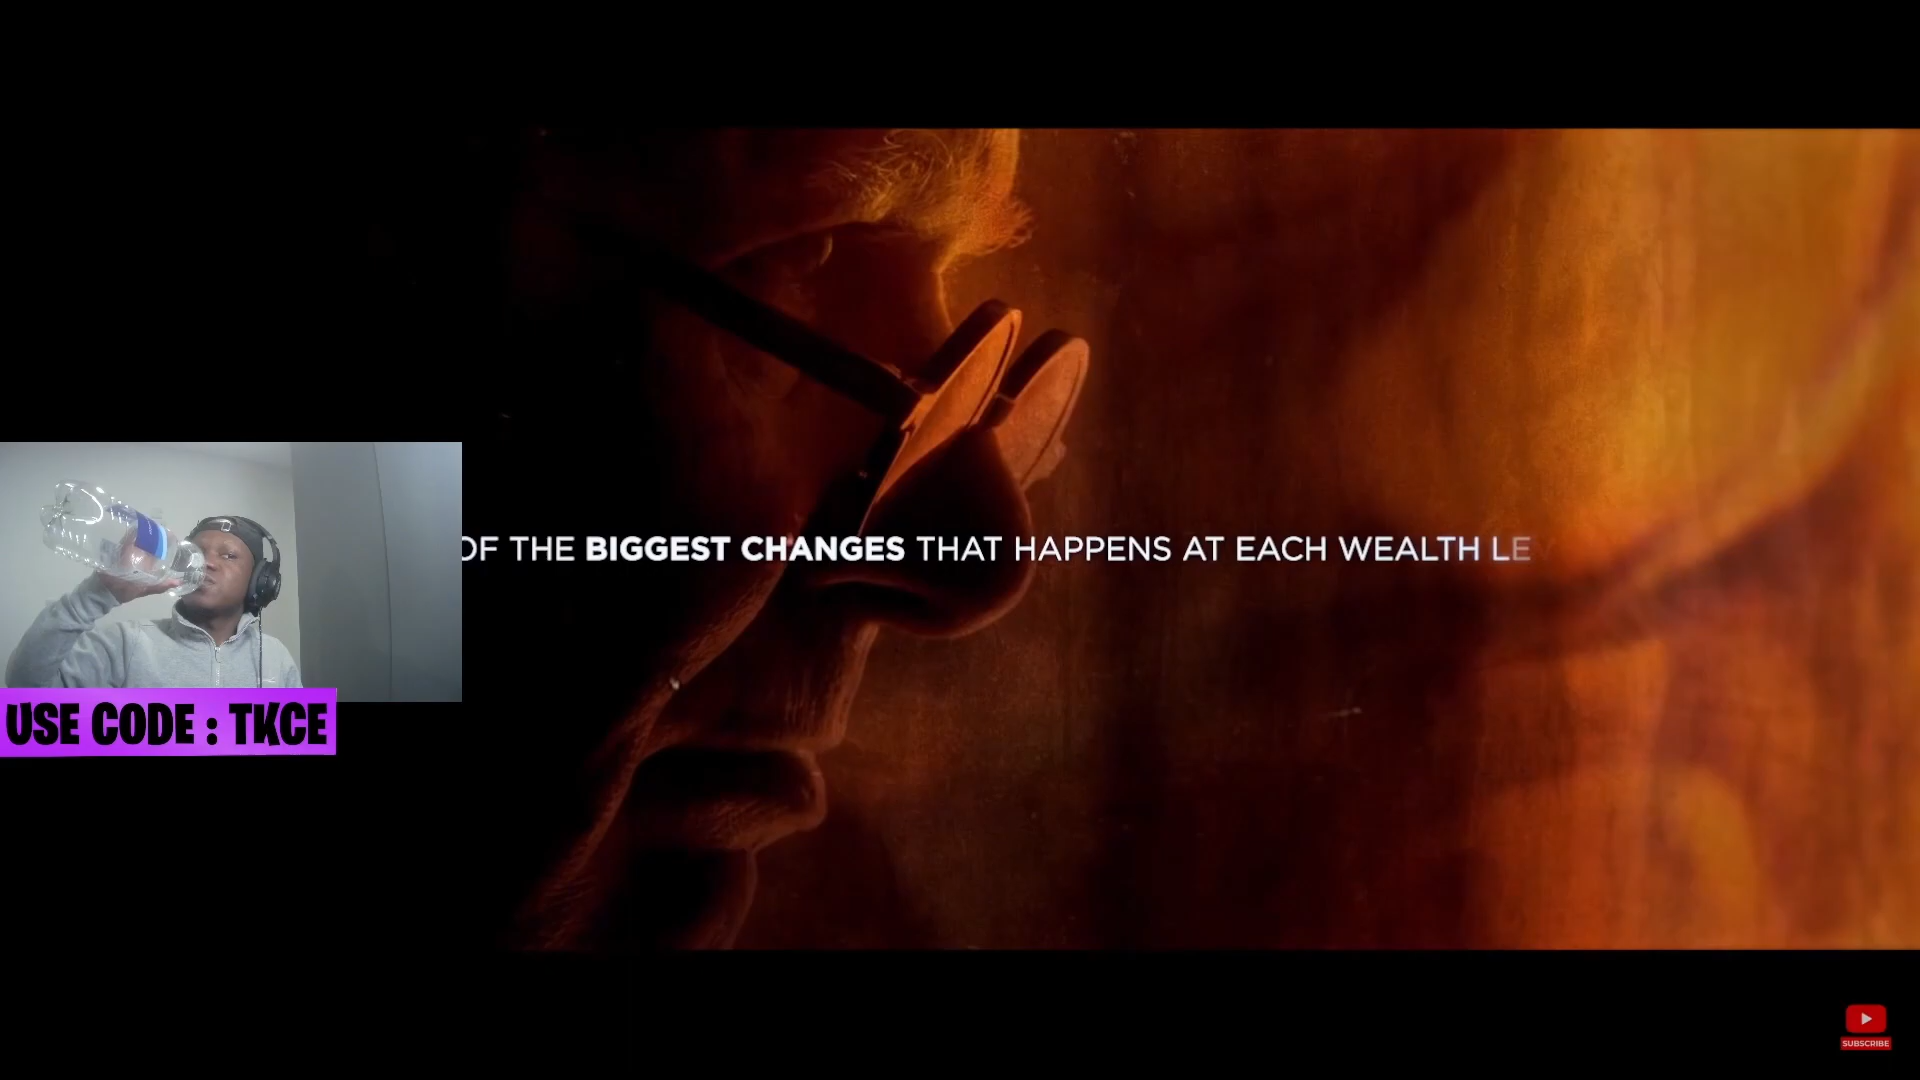 OF THE BIGGEST CHANGES THAT HAPPENS AT EACH WEALTH LE
USE CODE : TKCE
SUBSCRIBE